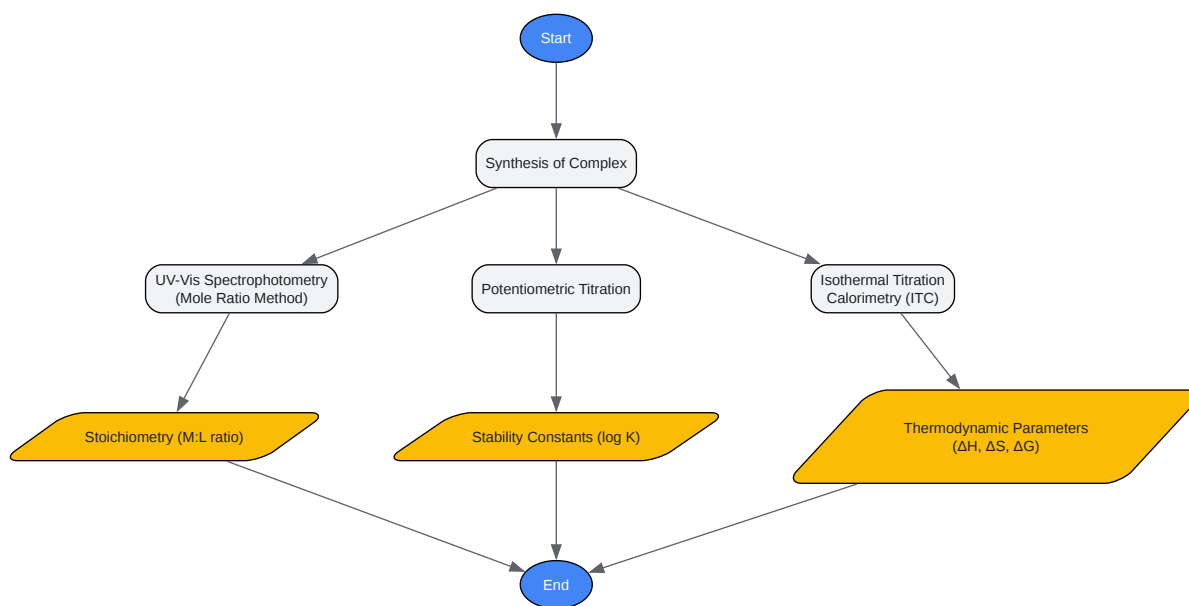 Start
Synthesis of Complex
UV-Vis Spectrophotometry
(Mole Ratio Method)
Potentiometric Titration
Isothermal Titration
Calorimetry (ITC)
Stoichiometry (M:L ratio)
Stability Constants (log K)
Thermodynamic Parameters
(ΔH, ΔS, ΔG)
End